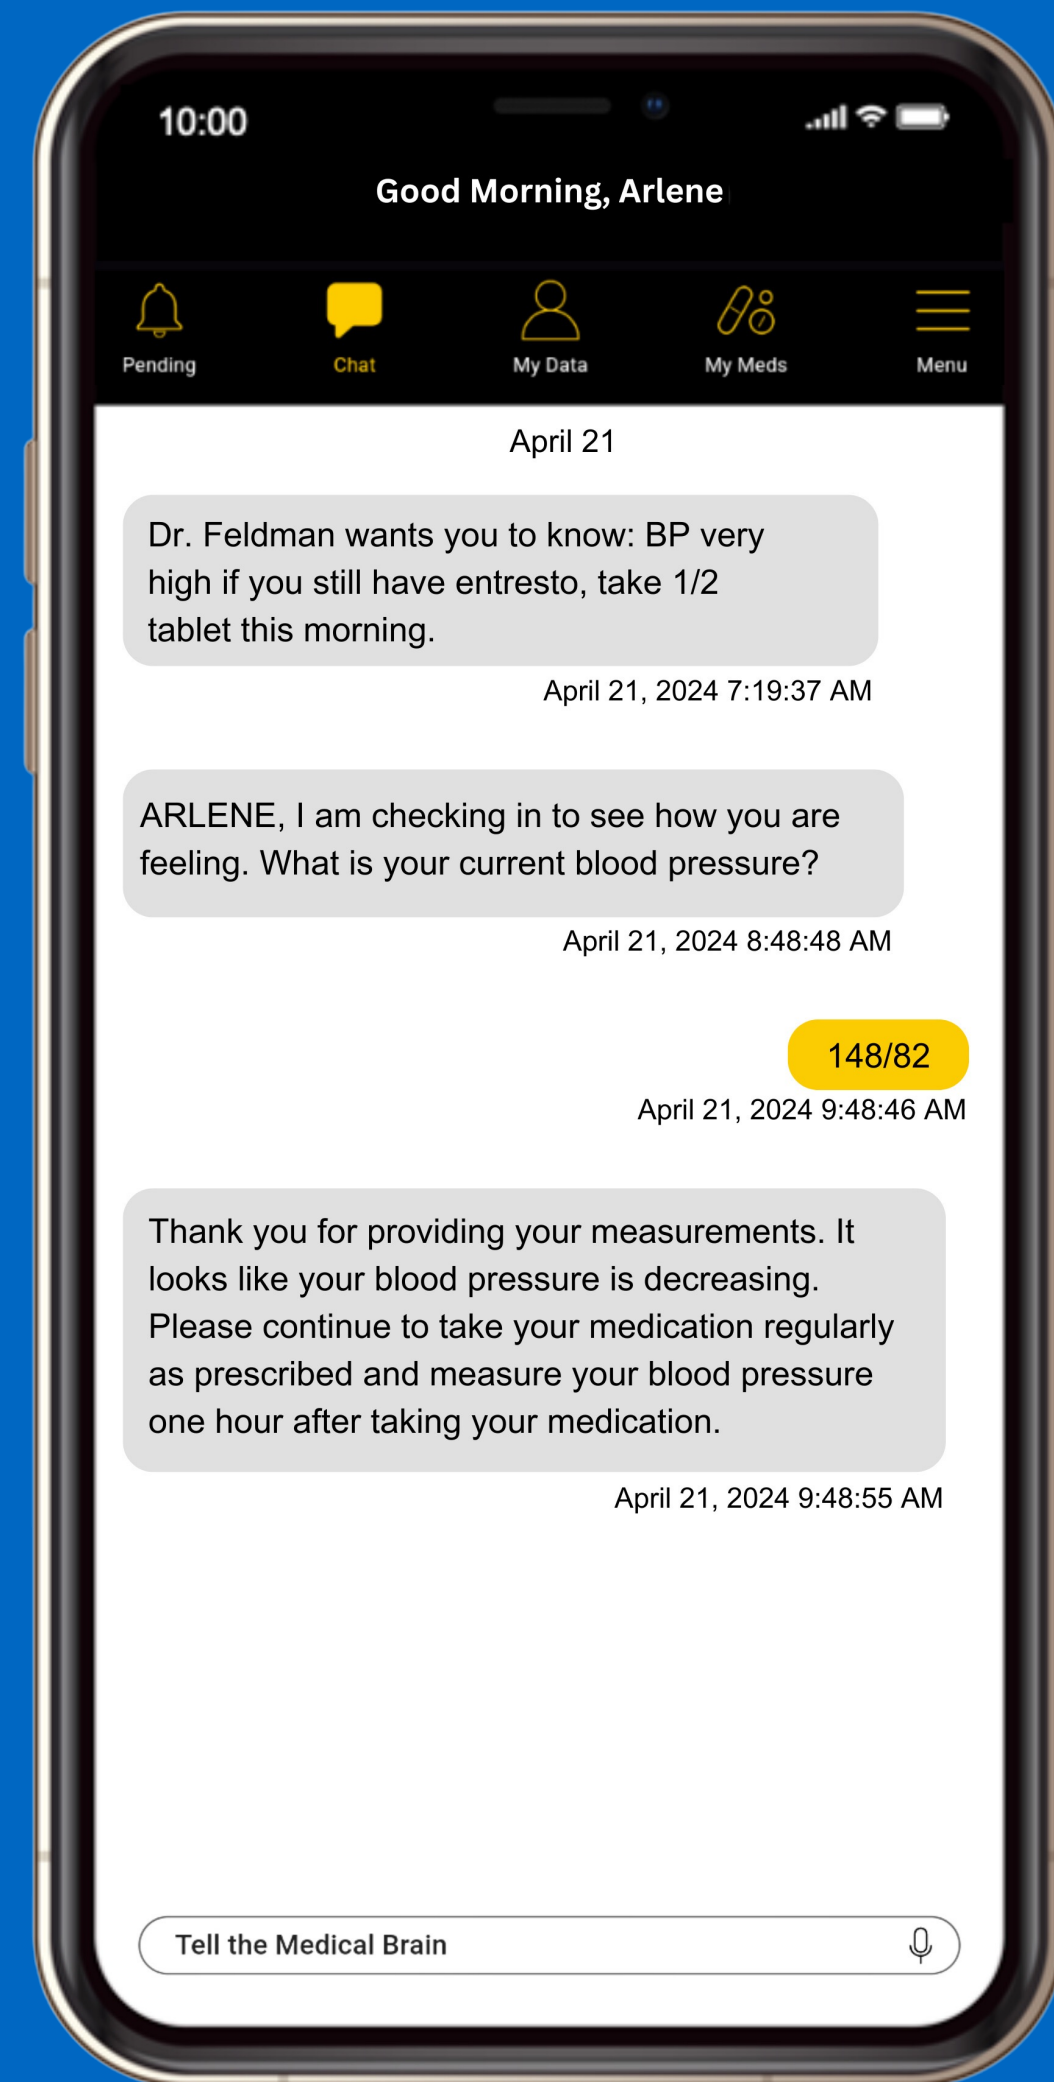 10:00
Good Morning, Arlene
Pending Chat My Data My Meds Menu
April 21
Dr. Feldman wants you to know: BP very
high if you still have entresto, take 1/2
tablet this morning.
April 21, 2024 7:19:37 AM
ARLENE, I am checking in to see how you are
feeling. What is your current blood pressure?
April 21, 2024 8:48:48 AM
148/82
April 21, 2024 9:48:46 AM
Thank you for providing your measurements. It
looks like your blood pressure is decreasing.
Please continue to take your medication regularly
as prescribed and measure your blood pressure
one hour after taking your medication.
April 21, 2024 9:48:55 AM
Tell the Medical Brain